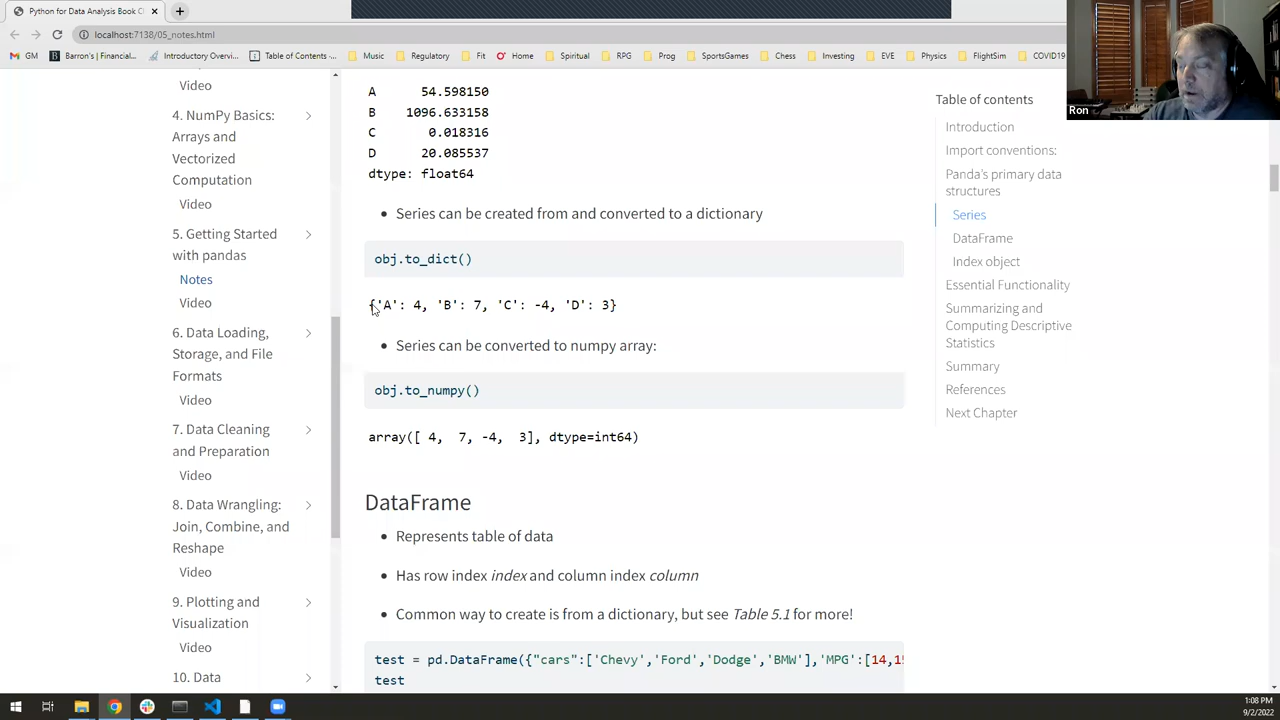 Python for Data Analysis Book Cl
localhost:7138/05_notes.html
GM
Barron's | Financial...
Important
Table of Contents
Music
History
FI
Home
Spirituality
RPG
SportsGames
Chess
EVE
Physics
FlightSim
COVID19
Ron
Video
4. NumPy Basics:
Arrays and
Vectorized
Computation
Video
5. Getting Started
with pandas
Notes
Video
6. Data Loading,
Storage, and File
Formats
Video
7. Data Cleaning
and Preparation
Video
8. Data Wrangling:
Join, Combine, and
Reshape
Video
9. Plotting and
Visualization
Video
10. Data
A 54.598150
B 1096.633158
C 0.018316
D 20.085537
dtype: float64
• Series can be created from and converted to a dictionary
obj.to_dict()
{'A': 4, 'B': 7, 'C': -4, 'D': 3}
• Series can be converted to numpy array:
obj.to_numpy()
array([ 4, 7, -4, 3], dtype=int64)
DataFrame
• Represents table of data
• Has row index index and column index column
• Common way to create is from a dictionary, but see Table 5.1 for more!
test = pd.DataFrame({"cars":['Chevy','Ford','Dodge','BMW'],'MPG':[14,15
test
Table of contents
Introduction
Import conventions:
Panda's primary data
structures
Series
DataFrame
Index object
Essential Functionality
Summarizing and
Computing Descriptive
Statistics
Summary
References
Next Chapter
1:08 PM
9/2/2022